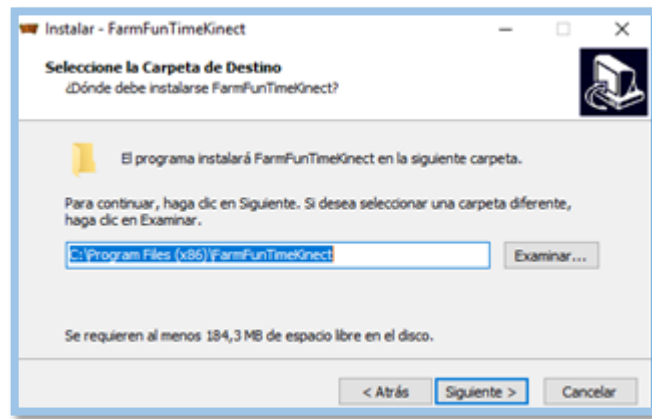 Instalar - FarmFunTimeKinect
Seleccione la Carpeta de Destino
¿Dónde debe instalarse FarmFunTimeKinect?
El programa instalará FarmFunTimeKinect en la siguiente carpeta.
Para continuar, haga clic en Siguiente. Si desea seleccionar una carpeta diferente,
haga clic en Examinar.
C:\Program Files (x86)\FarmFunTimeKinect
Examinar...
Se requieren al menos 184,3 MB de espacio libre en el disco.
< Atrás
Siguiente >
Cancelar